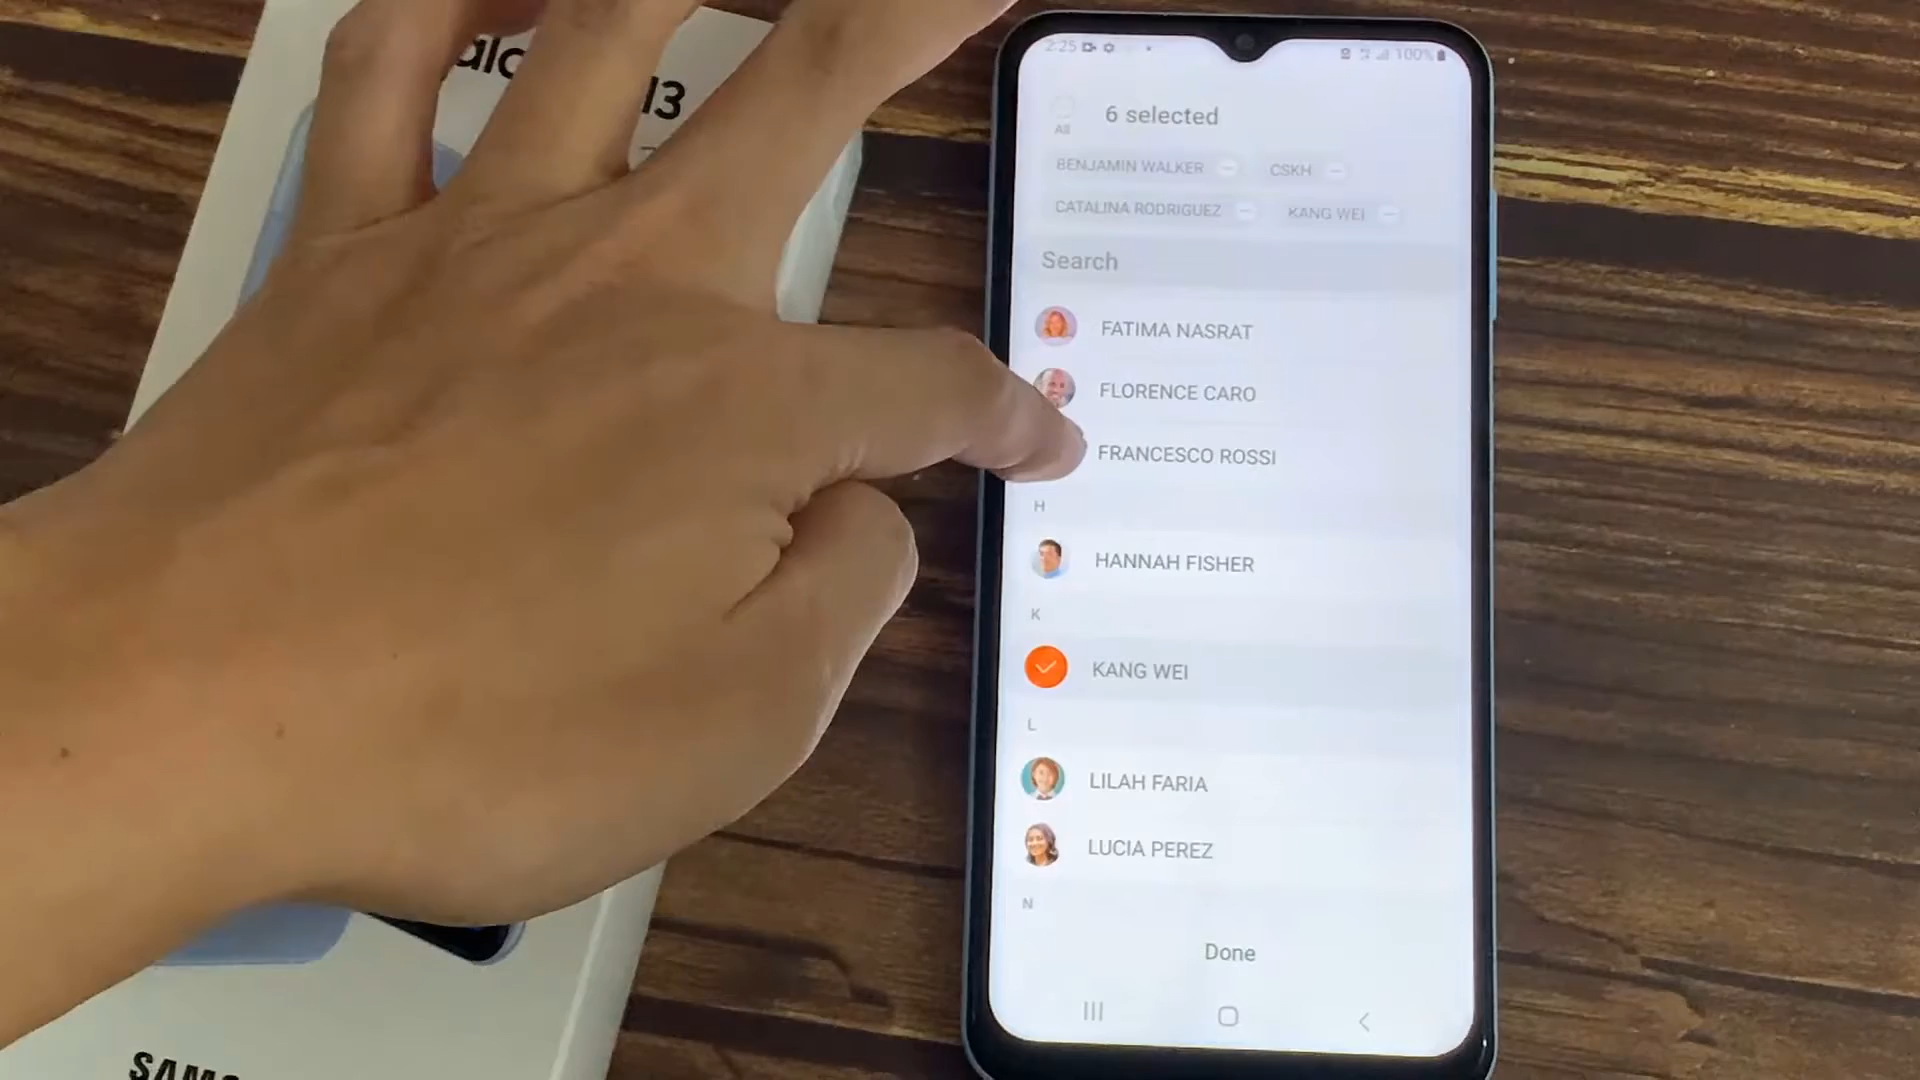 13
2:25
100%
All
6 selected
BENJAMIN WALKER
CSKH
CATALINA RODRIGUEZ
KANG WEI
Search
FATIMA NASRAT
FLORENCE CARO
FRANCESCO ROSSI
H
HANNAH FISHER
K
KANG WEI
L
LILAH FARIA
LUCIA PEREZ
N
Done